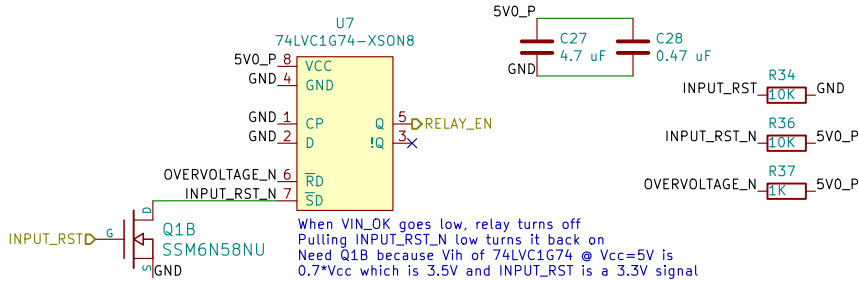 U7
74LVC1G74-XSON8
5V0_P 8 VCC
GND 4 GND
GND 1 CP
GND 2 D
Q 5 RELAY_EN
!Q 3
OVERVOLTAGE_N 6 RD
INPUT_RST_N 7 SD
INPUT_RST
G
D
S
Q1B
SSM6N58NU
GND
When VIN_OK goes low, relay turns off
Pulling INPUT_RST_N low turns it back on
Need Q1B because Vih of 74LVC1G74 @ Vcc=5V is
0.7*Vcc which is 3.5V and INPUT_RST is a 3.3V signal
5V0_P
C27
4.7 uF
C28
0.47 uF
GND
R34
INPUT_RST 10K GND
R36
INPUT_RST_N 10K 5V0_P
R37
OVERVOLTAGE_N 1K 5V0_P